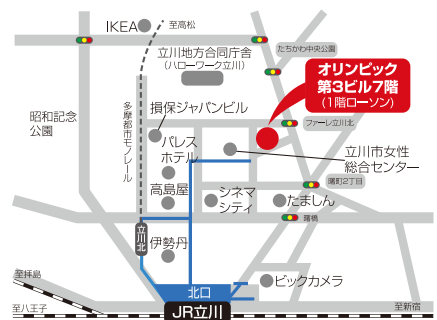 IKEA
至高松
立川地方合同庁舎
(ハローワーク立川)
たちかわ中央公園
オリンピック
第3ビル7階
(1階ローソン)
昭和記念
公園
多摩都市モノレール
損保ジャパンビル
ファーレ立川北
パレス
ホテル
立川市女性
総合センター
高島屋
シネマ
シティ
曙町2丁目
たましん
曙橋
立川北
伊勢丹
至拝島
北口
ビックカメラ
至八王子
JR立川
至新宿